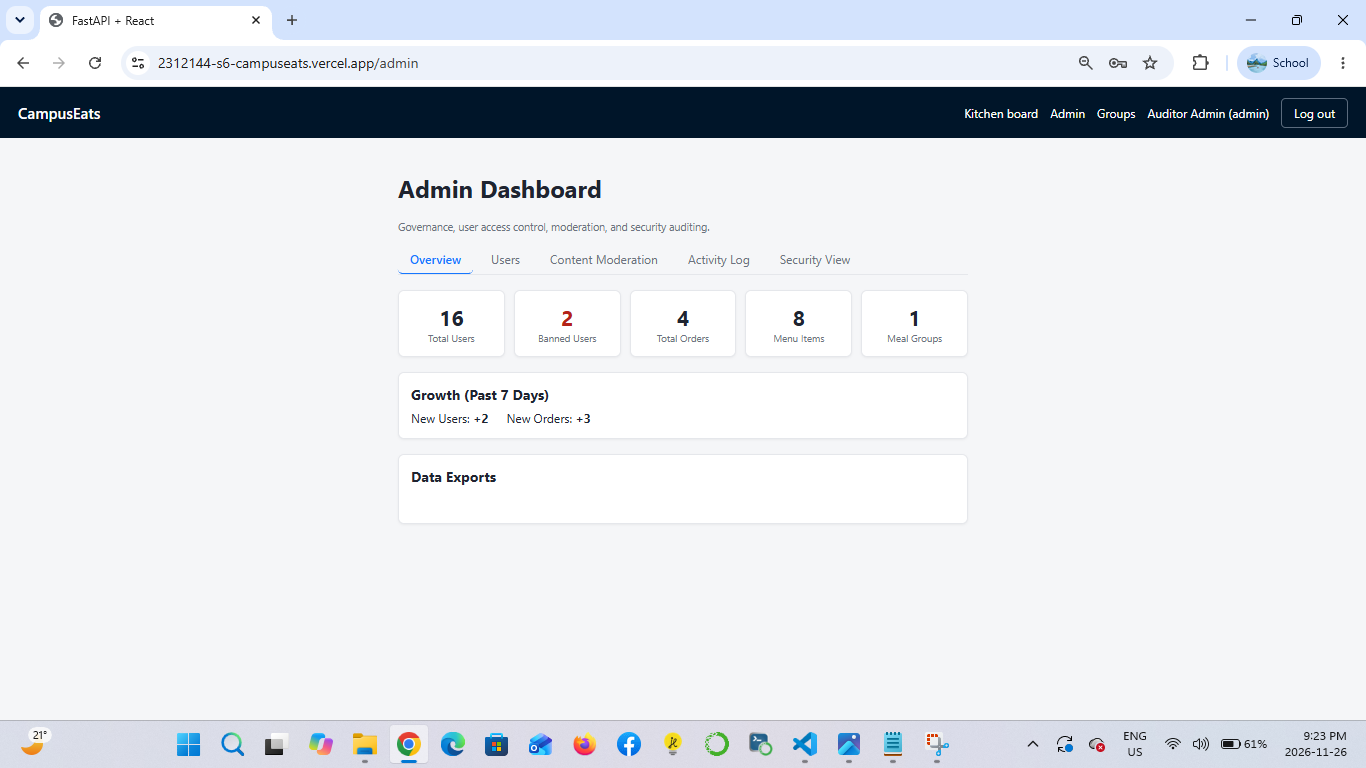 FastAPI + React
2312144-s6-campuseats.vercel.app/admin
School
CampusEats
Kitchen board Admin Groups Auditor Admin (admin) Log out
Admin Dashboard
Governance, user access control, moderation, and security auditing.
Overview Users Content Moderation Activity Log Security View
16 2 4 8 1
Total Users Banned Users Total Orders Menu Items Meal Groups
Growth (Past 7 Days)
New Users: +2 New Orders: +3
Data Exports
21°
ENG
US
61%
9:23 PM
2026-11-26